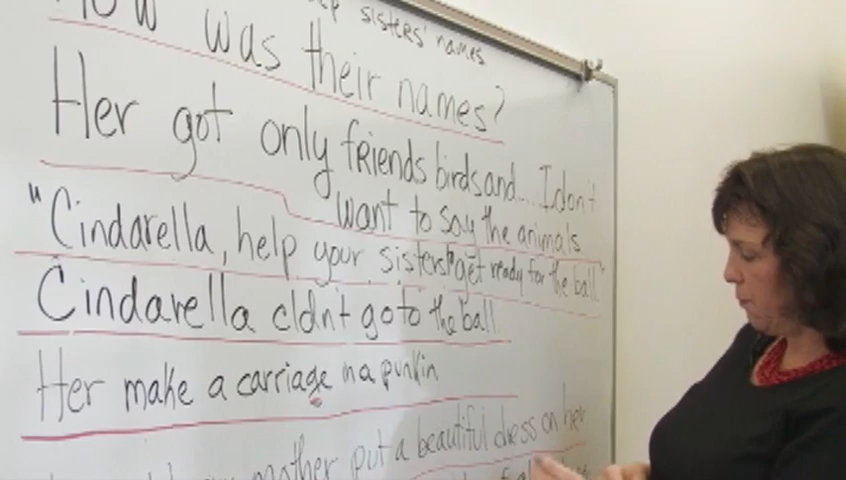 sisters' names
How was their names?
Her got only friends birds and.... I don't
want to say the animals
"Cindarella, help your sisters" get ready for the ball."
Cindarella cldn't go to the ball.
Her make a carriage in a punkin
mother put a beautiful dress on her